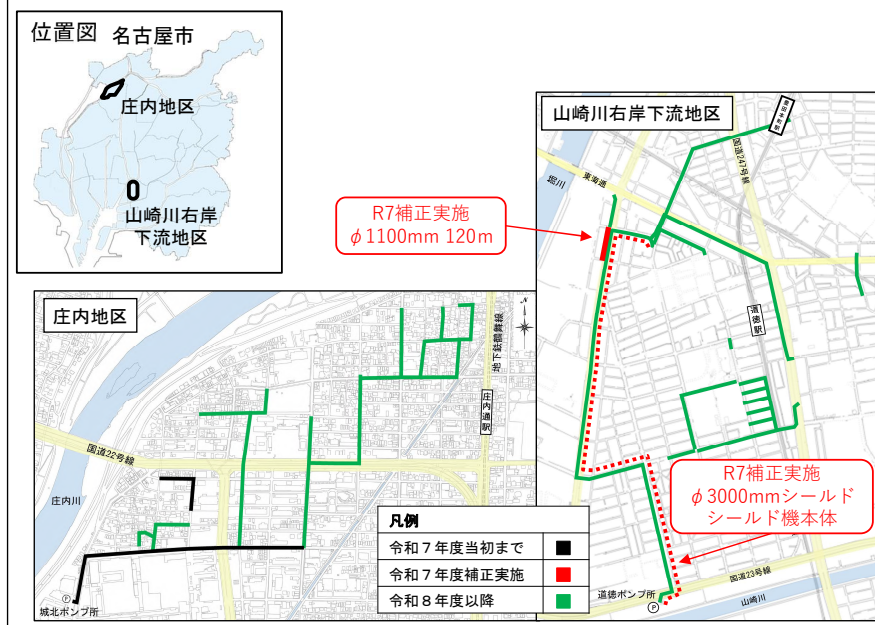 位置図 名古屋市
庄内地区
山崎川右岸
下流地区
山崎川右岸下流地区
豊田本町駅
国道247号線
東海通
堀川
R7補正実施
φ1100mm 120m
道徳駅
R7補正実施
φ3000mmシールド
シールド機本体
国道23号線
道徳ポンプ所
P
山崎川
庄内地区
N
地下鉄鶴舞線
庄内通駅
国道22号線
庄内川
P
城北ポンプ所
凡例
令和7年度当初まで
令和7年度補正実施
令和8年度以降